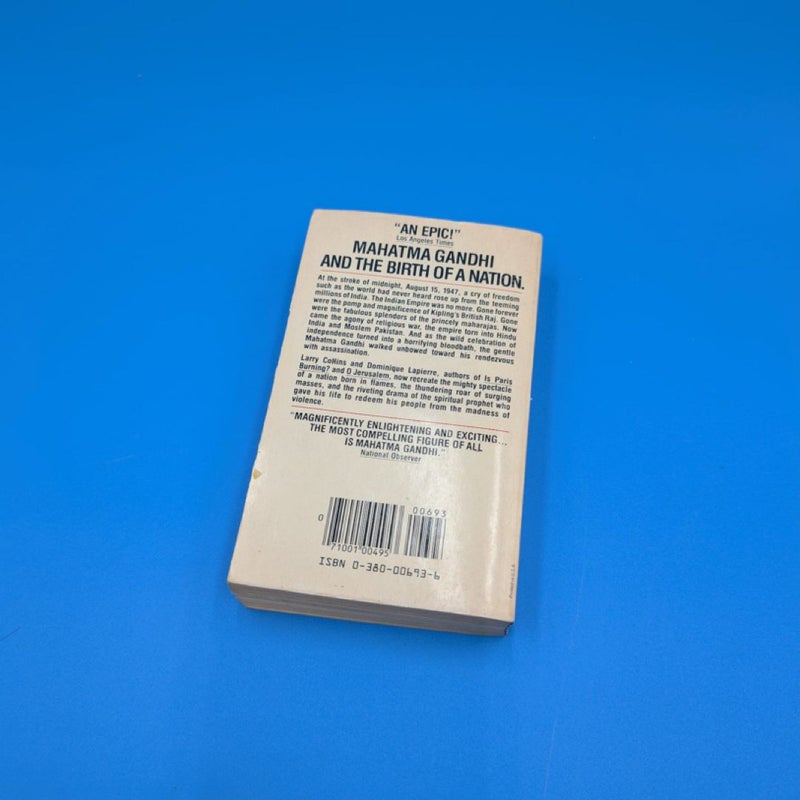 "AN EPIC!"
Los Angeles Times
MAHATMA GANDHI
AND THE BIRTH OF A NATION.
At the stroke of midnight, August 15, 1947, a cry of freedom
such as the world had never heard rose up from the teeming
millions of India. The Indian Empire was no more. Gone forever
were the pomp and magnificence of Kipling's British Raj. Gone
were the fabulous splendors of the princely maharajas. Now
came the agony of religious war, the empire torn into Hindu
India and Moslem Pakistan. And as the wild celebration of
independence turned into a horrifying bloodbath, the gentle
Mahatma Gandhi walked unbowed toward his rendezvous
with assassination.
Larry Collins and Dominique Lapierre, authors of Is Paris
Burning? and O Jerusalem, now recreate the mighty spectacle
of a nation born in flames, the thundering roar of surging
masses, and the riveting drama of the spiritual prophet who
gave his life to redeem his people from the madness of
violence.
"MAGNIFICENTLY ENLIGHTENING AND EXCITING...
THE MOST COMPELLING FIGURE OF ALL
IS MAHATMA GANDHI."
National Observer
00693
0
71001 00495
ISBN 0-380-00693-6
Printed in U.S.A.